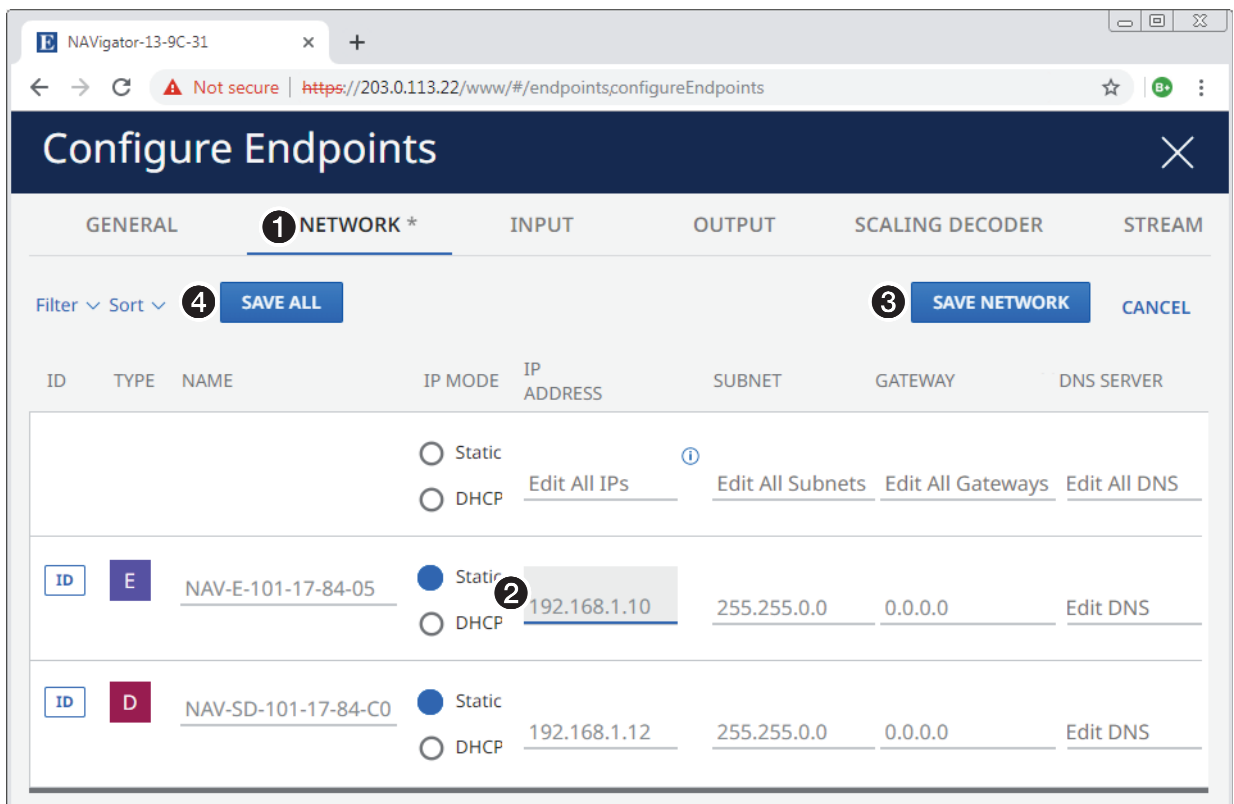 E NAVigator-13-9C-31 × +
Not secure | https://203.0.113.22/www/#/endpoints;configureEndpoints B+
Configure Endpoints
GENERAL 1 NETWORK * INPUT OUTPUT SCALING DECODER STREAM
Filter Sort 4 SAVE ALL 3 SAVE NETWORK CANCEL
ID TYPE NAME IP MODE IP ADDRESS SUBNET GATEWAY DNS SERVER
Static
Edit All IPs Edit All Subnets Edit All Gateways Edit All DNS
DHCP
ID E NAV-E-101-17-84-05 Static 2 192.168.1.10 255.255.0.0 0.0.0.0 Edit DNS
DHCP
ID D NAV-SD-101-17-84-C0 Static 192.168.1.12 255.255.0.0 0.0.0.0 Edit DNS
DHCP